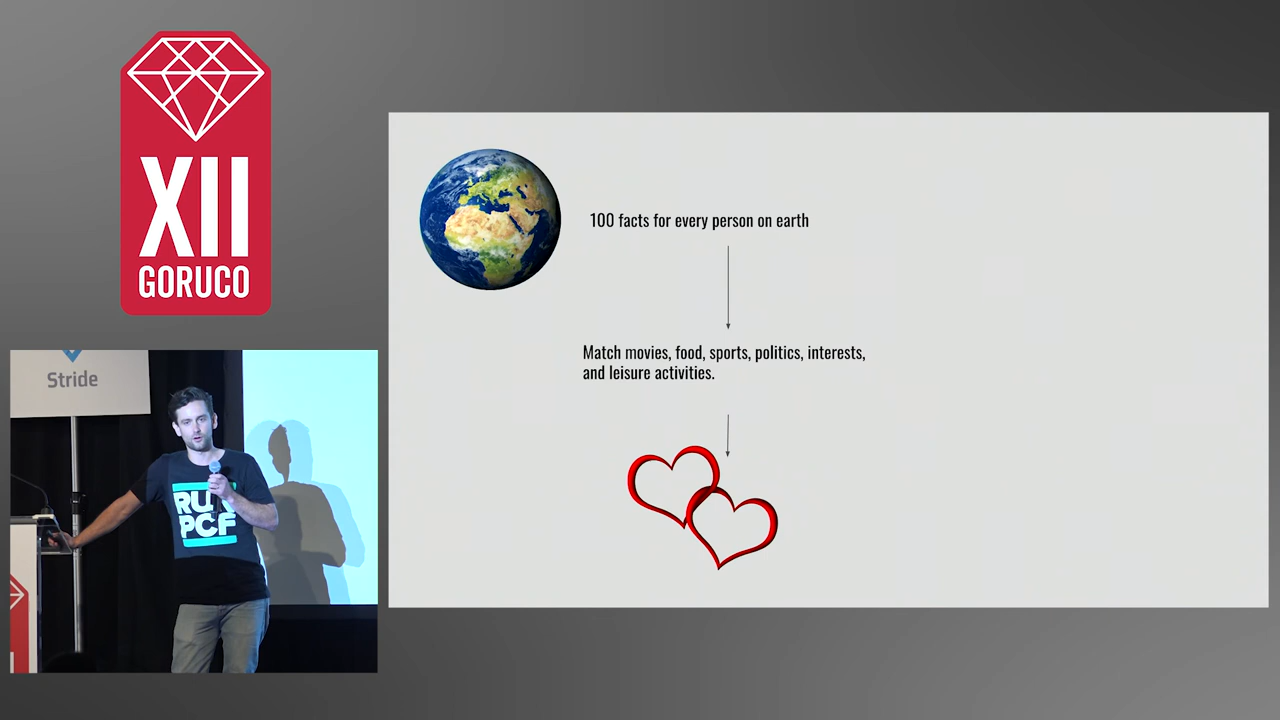 XII
GORUCO
100 facts for every person on earth
Match movies, food, sports, politics, interests,
and leisure activities.
Stride
RUN
PCF